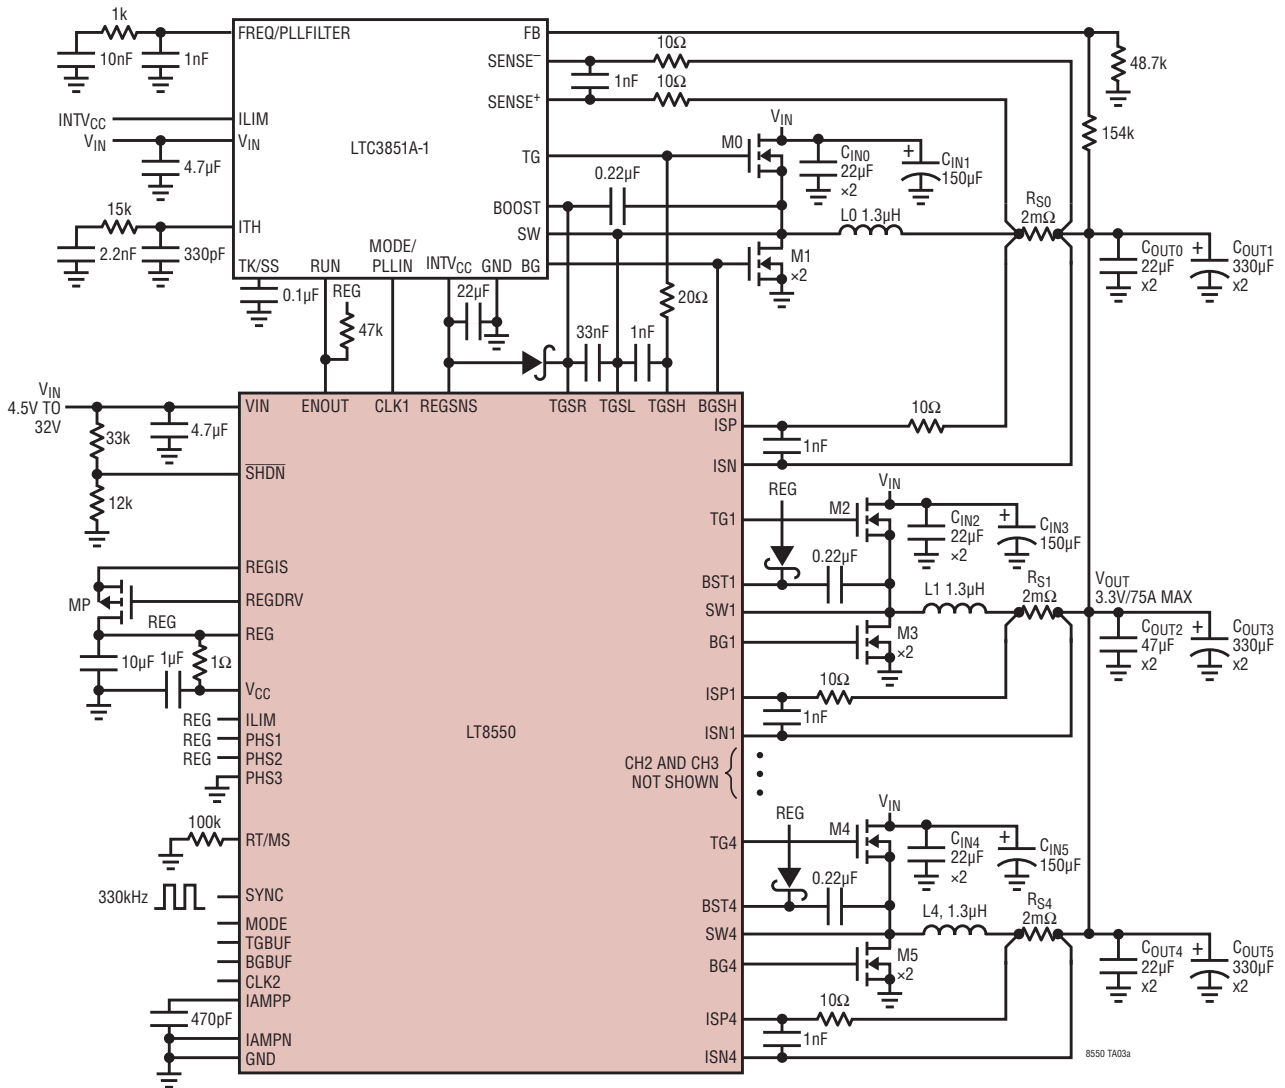 1k
10nF
1nF
FREQ/PLLFILTER
INTVCC
ILIM
VIN
VIN
4.7µF
15k
ITH
2.2nF
330pF
TK/SS
0.1µF
RUN
MODE/
PLLIN
INTVCC
GND
BG
LTC3851A-1
FB
SENSE–
SENSE+
TG
BOOST
SW
10Ω
1nF
10Ω
48.7k
154k
VIN
M0
CIN0
22µF
×2
+
CIN1
150µF
0.22µF
L0 1.3µH
RS0
2mΩ
M1
×2
COUT0
22µF
x2
+
COUT1
330µF
x2
REG
47k
22µF
33nF
1nF
20Ω
VIN
4.5V TO
32V
33k
4.7µF
12k
VIN
ENOUT
CLK1
REGSNS
TGSR
TGSL
TGSH
BGSH
ISP
10Ω
1nF
ISN
SHDN
REGIS
MP
REGDRV
REG
REG
10µF
1µF
1Ω
VCC
REG
ILIM
REG
PHS1
REG
PHS2
PHS3
100k
RT/MS
330kHz
SYNC
MODE
TGBUF
BGBUF
CLK2
IAMPP
470pF
IAMPN
GND
LT8550
REG
VIN
TG1
M2
CIN2
22µF
×2
+
CIN3
150µF
0.22µF
BST1
SW1
L1 1.3µH
RS1
2mΩ
VOUT
3.3V/75A MAX
BG1
M3
×2
COUT2
47µF
x2
+
COUT3
330µF
x2
ISP1
10Ω
1nF
ISN1
CH2 AND CH3
NOT SHOWN
REG
VIN
TG4
M4
CIN4
22µF
×2
+
CIN5
150µF
0.22µF
BST4
SW4
L4, 1.3µH
RS4
2mΩ
BG4
M5
×2
COUT4
22µF
x2
+
COUT5
330µF
x2
ISP4
10Ω
1nF
ISN4
8550 TA03a